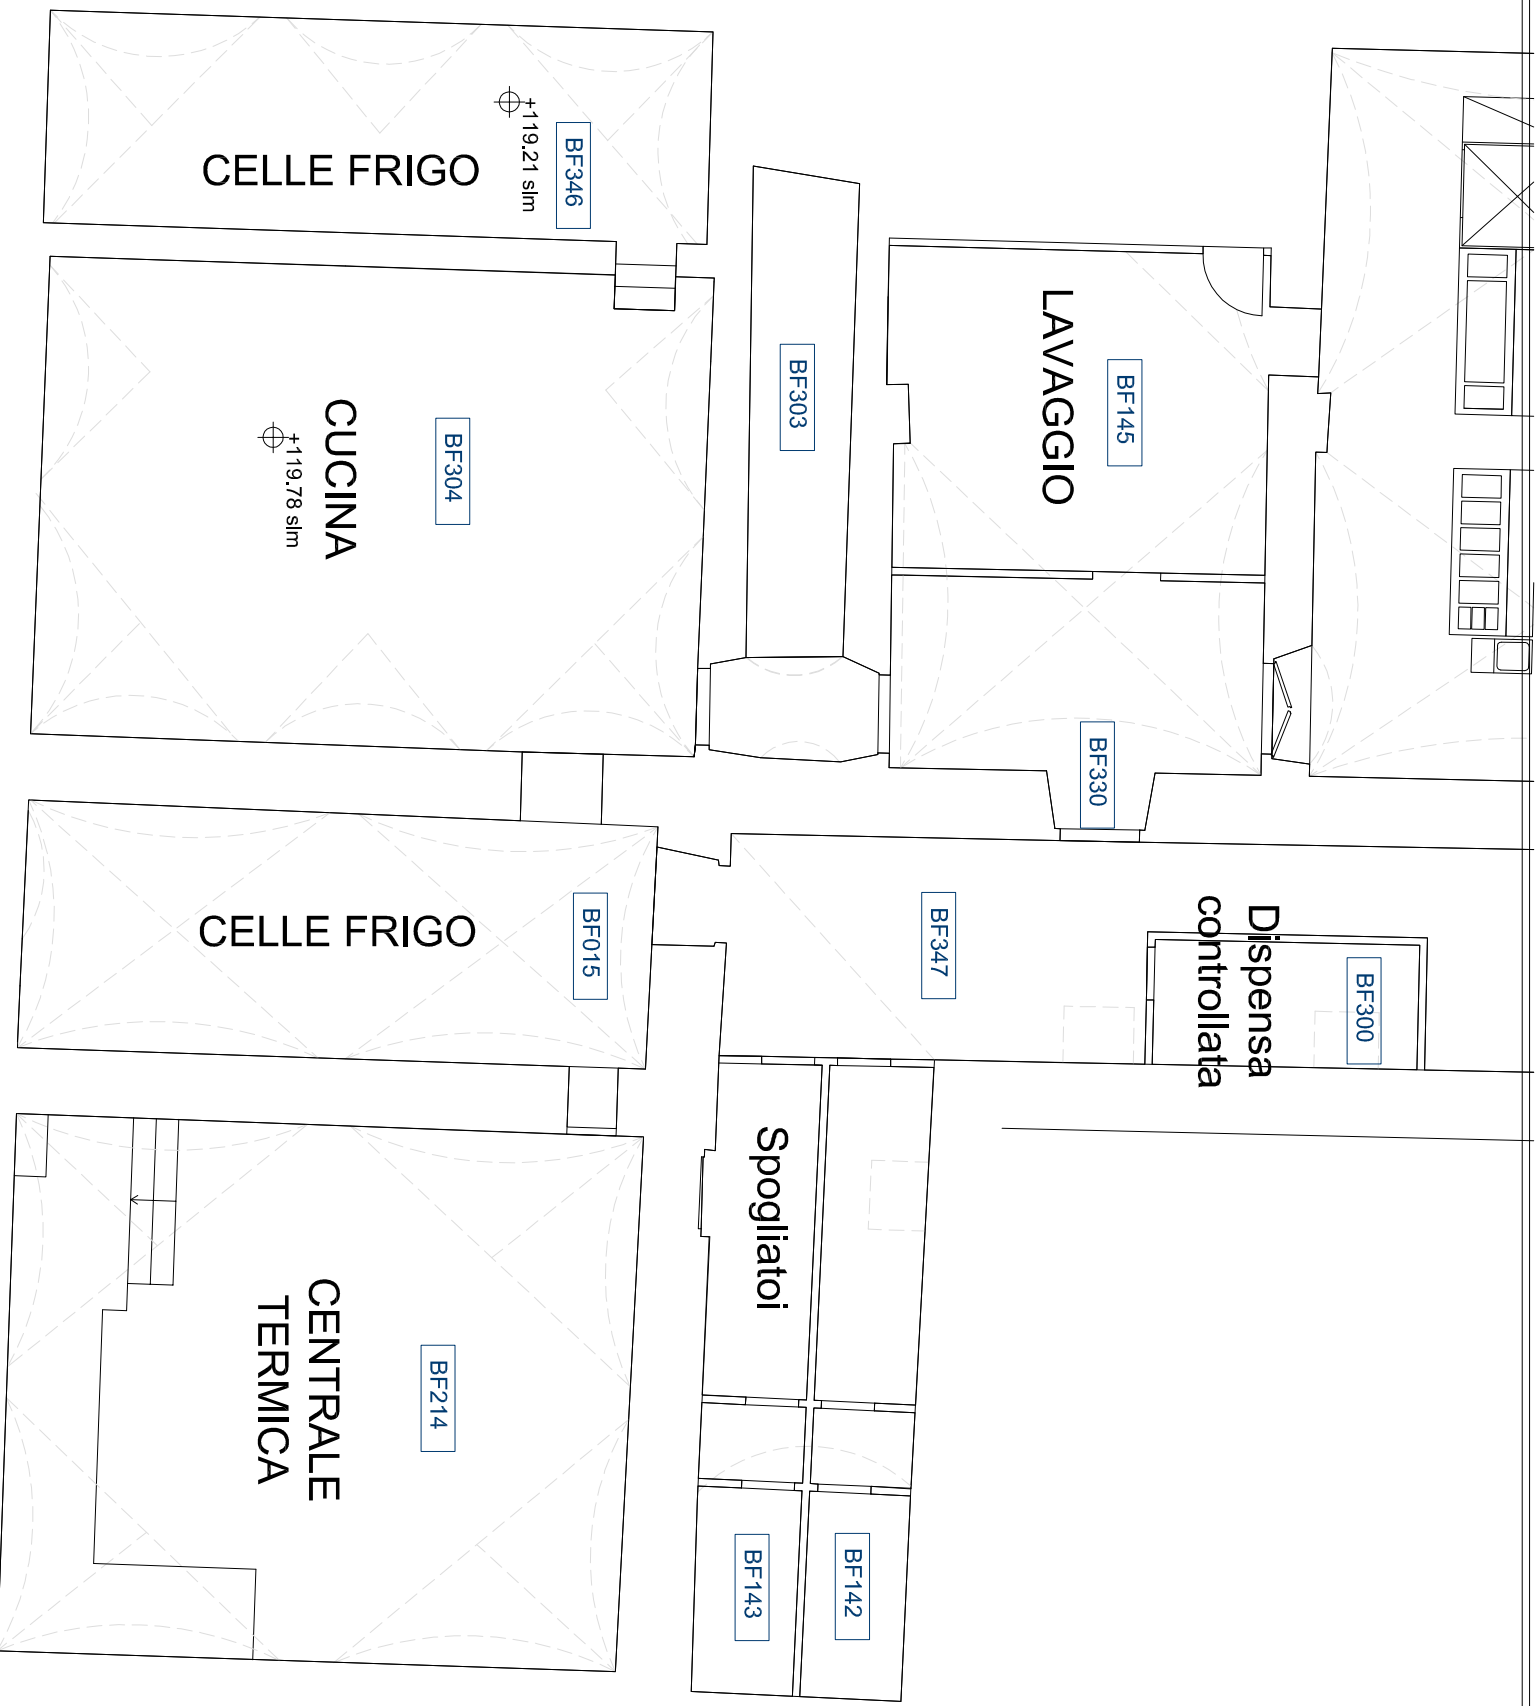 CELLE FRIGO
+119.21 slm
BF346
CUCINA
+119.78 slm
BF304
BF303
LAVAGGIO
BF145
BF330
CELLE FRIGO
BF015
BF347
Dispensa
controllata
BF300
Spogliatoi
CENTRALE
TERMICA
BF214
BF143
BF142